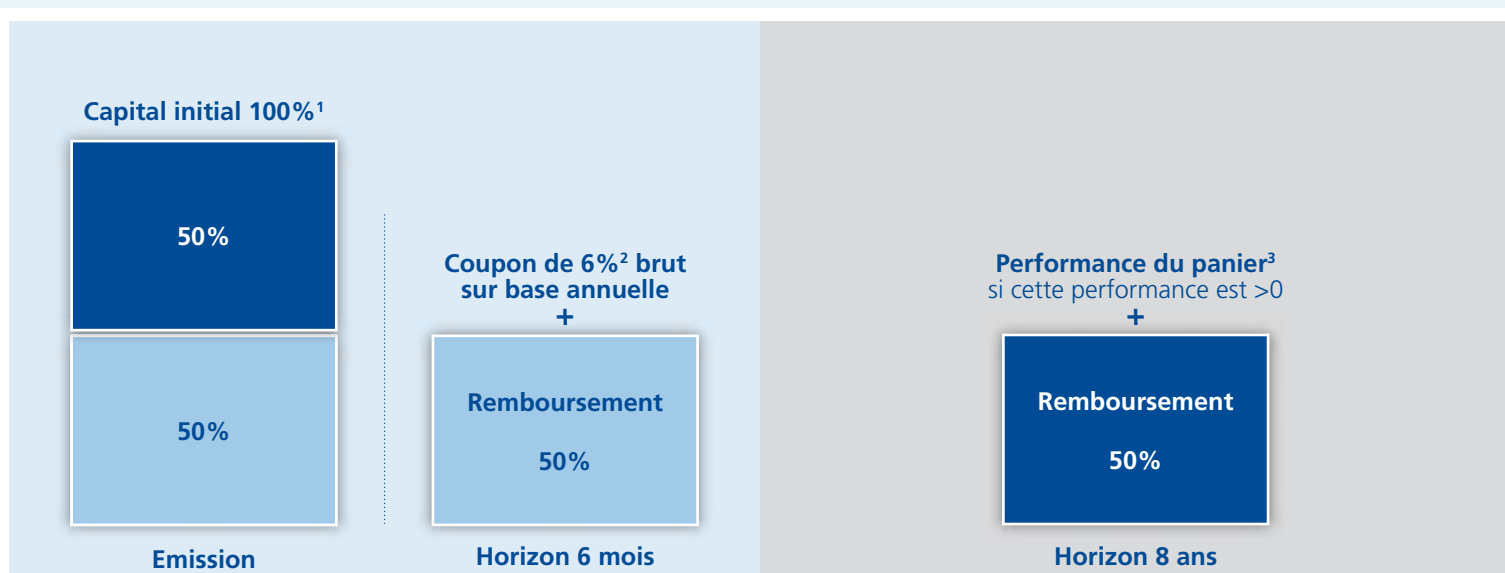 Capital initial 100%¹
50%
50%
Emission
Coupon de 6%² brut
sur base annuelle
+
Remboursement
50%
Horizon 6 mois
Performance du panier³
si cette performance est >0
+
Remboursement
50%
Horizon 8 ans